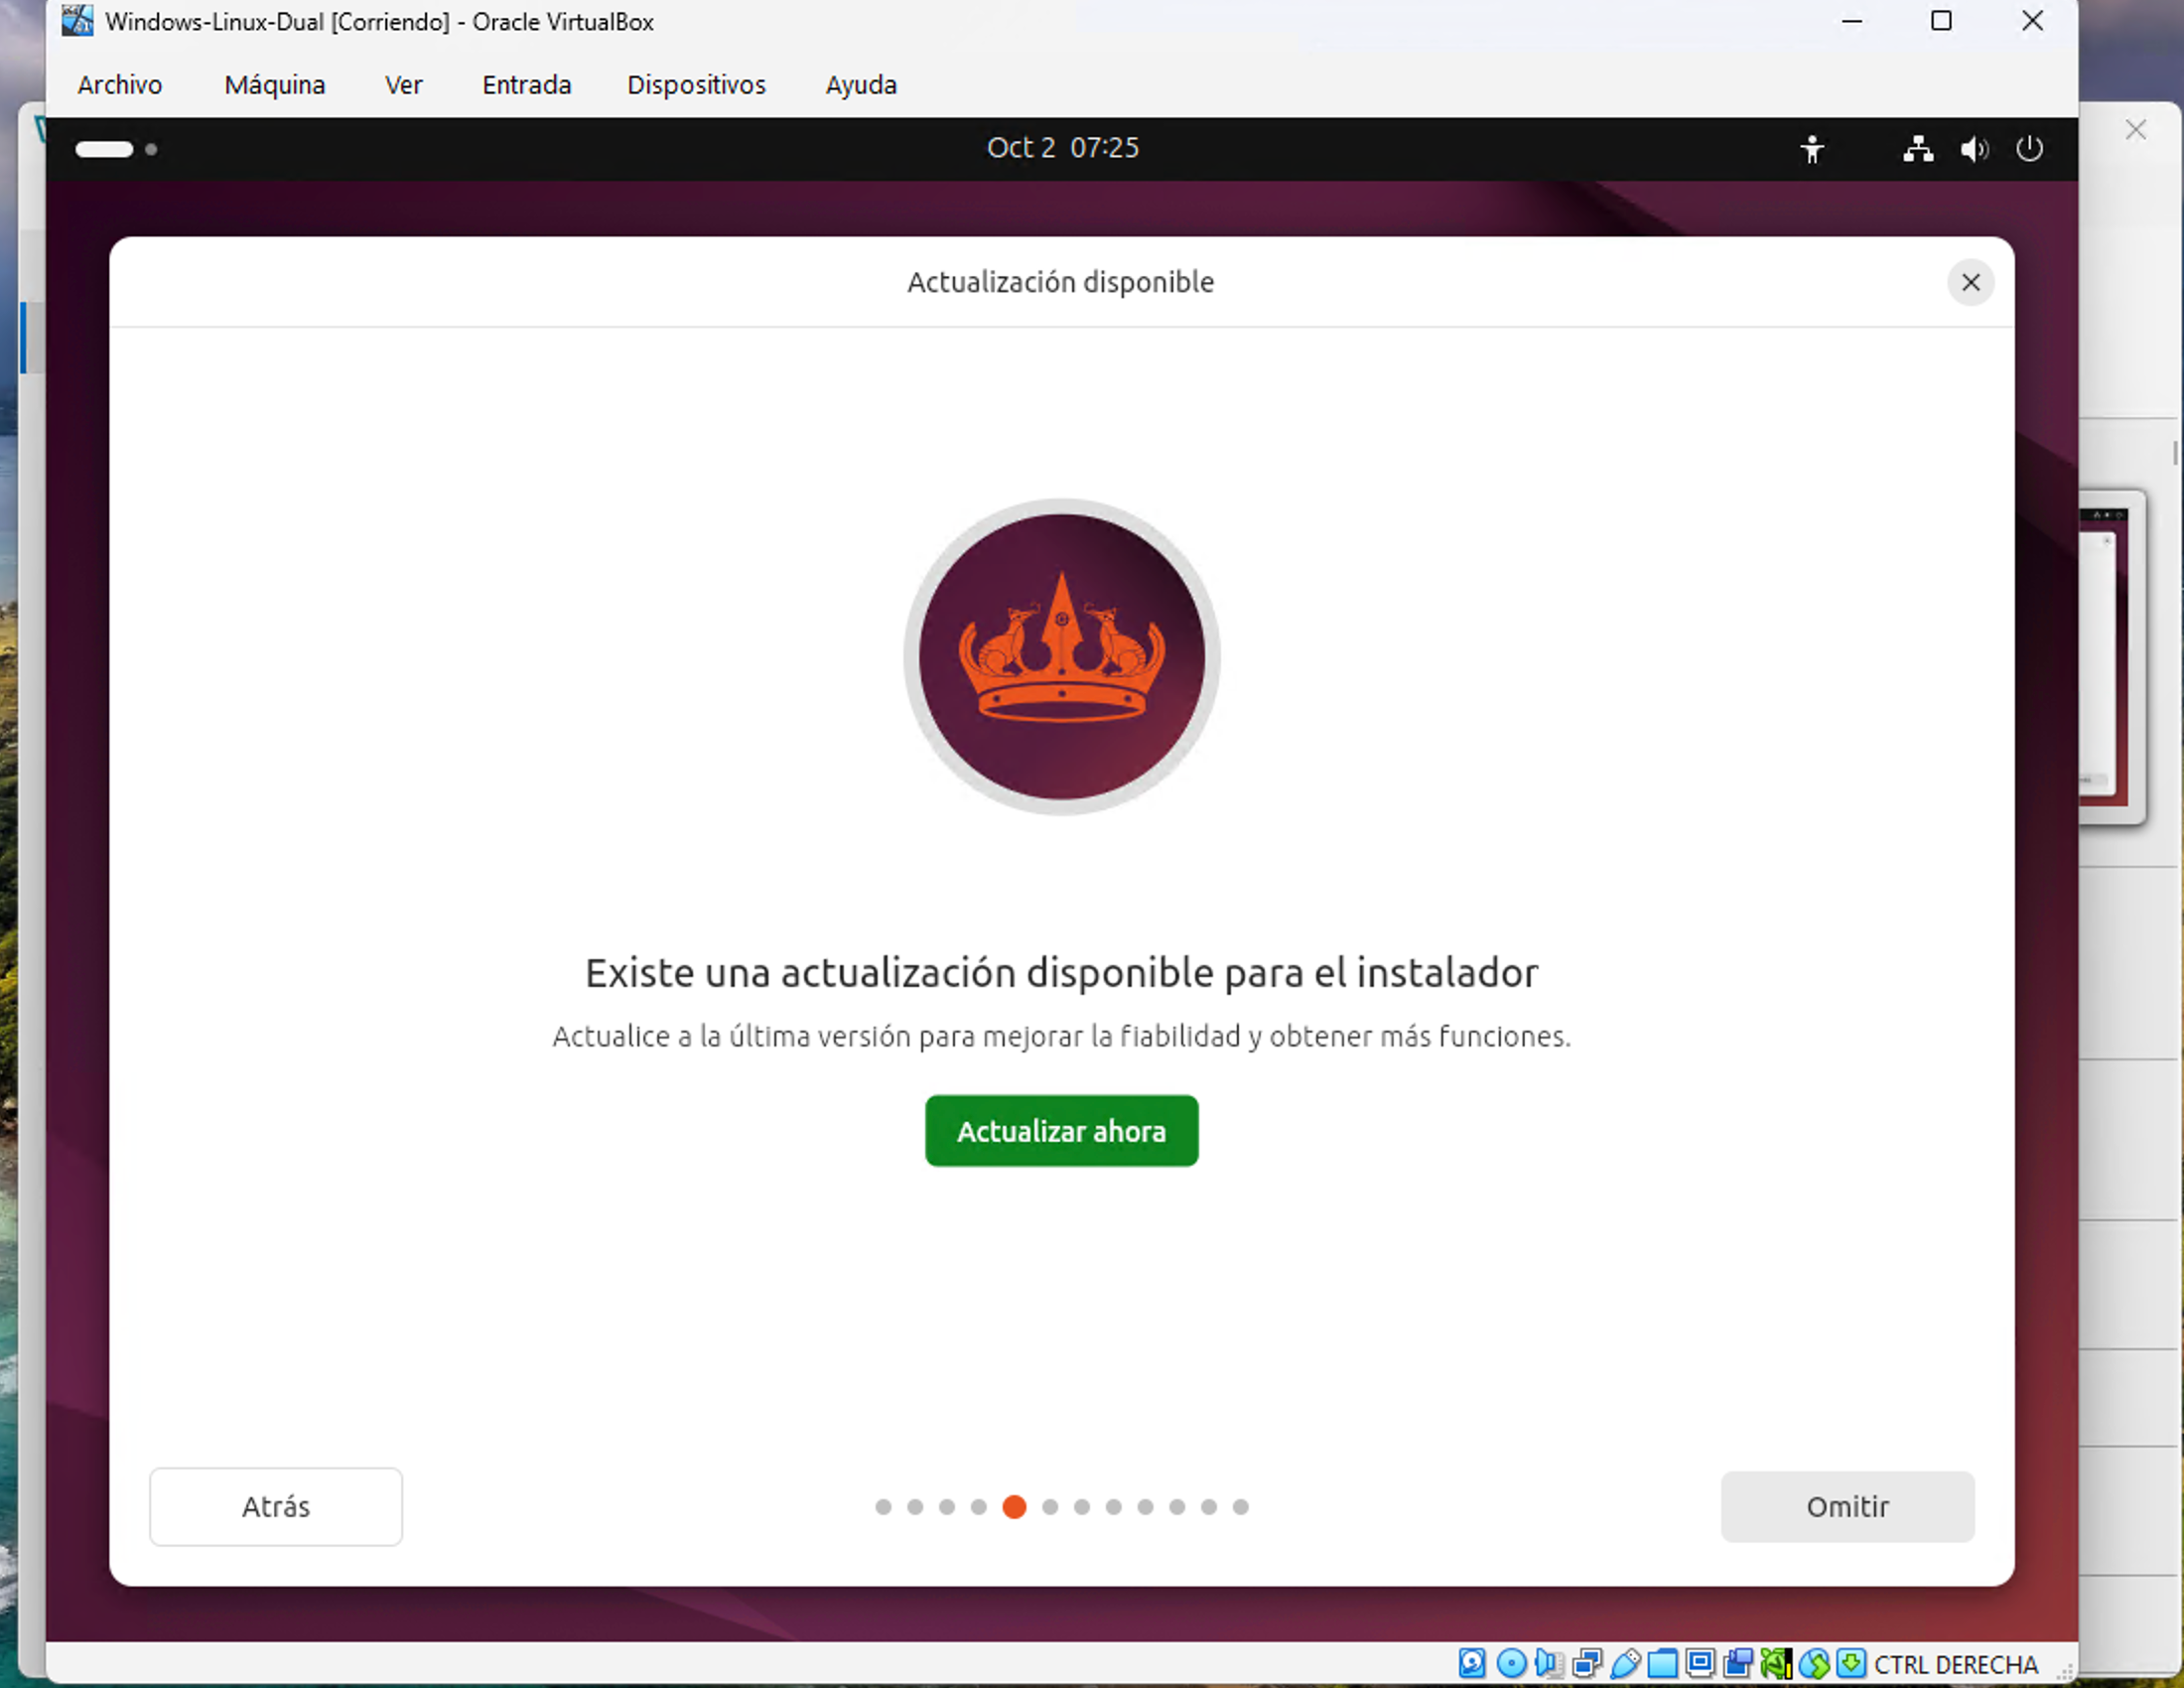 Windows-Linux-Dual [Corriendo] - Oracle VirtualBox
Archivo Máquina Ver Entrada Dispositivos Ayuda
Oct 2 07:25
Actualización disponible
Existe una actualización disponible para el instalador
Actualice a la última versión para mejorar la fiabilidad y obtener más funciones.
Actualizar ahora
Atrás
Omitir
CTRL DERECHA